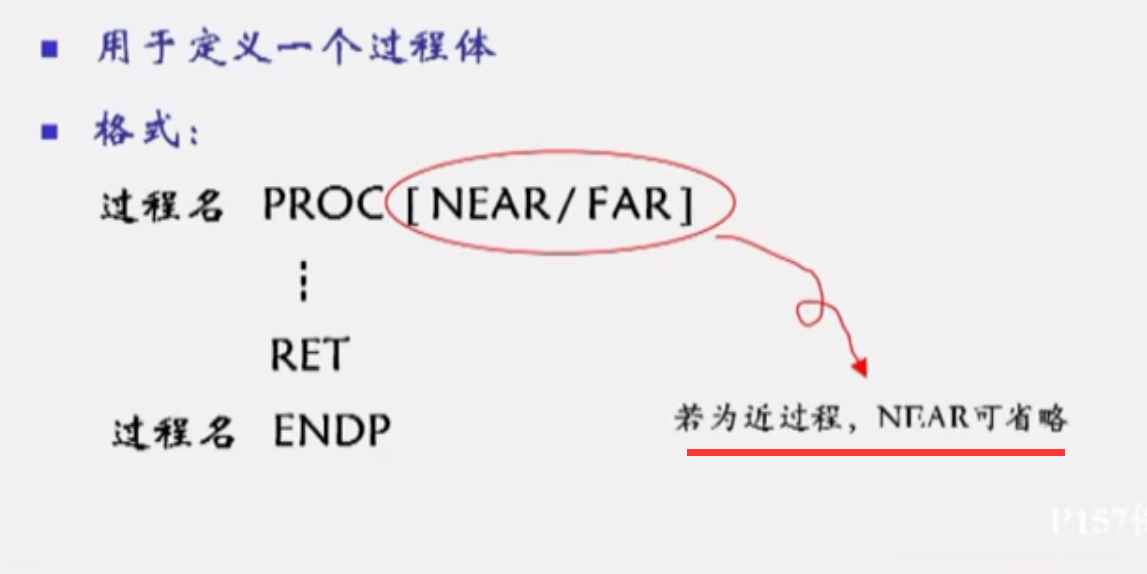 用于定义一个过程体
格式：
过程名 PROC [ NEAR / FAR ]
⋮
RET
过程名 ENDP
若为近过程，NEAR可省略
P157